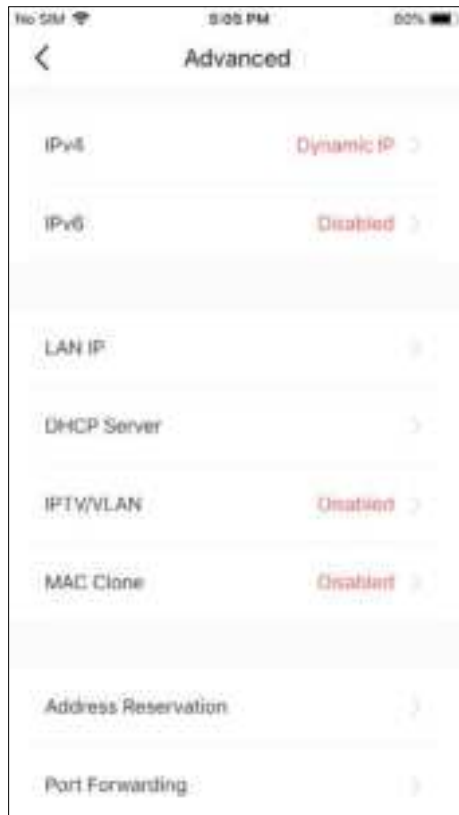 No SIM 5:05 PM 60%
Advanced
IPv4 Dynamic IP
IPv6 Disabled
LAN IP
DHCP Server
IPTV/VLAN Disabled
MAC Clone Disabled
Address Reservation
Port Forwarding